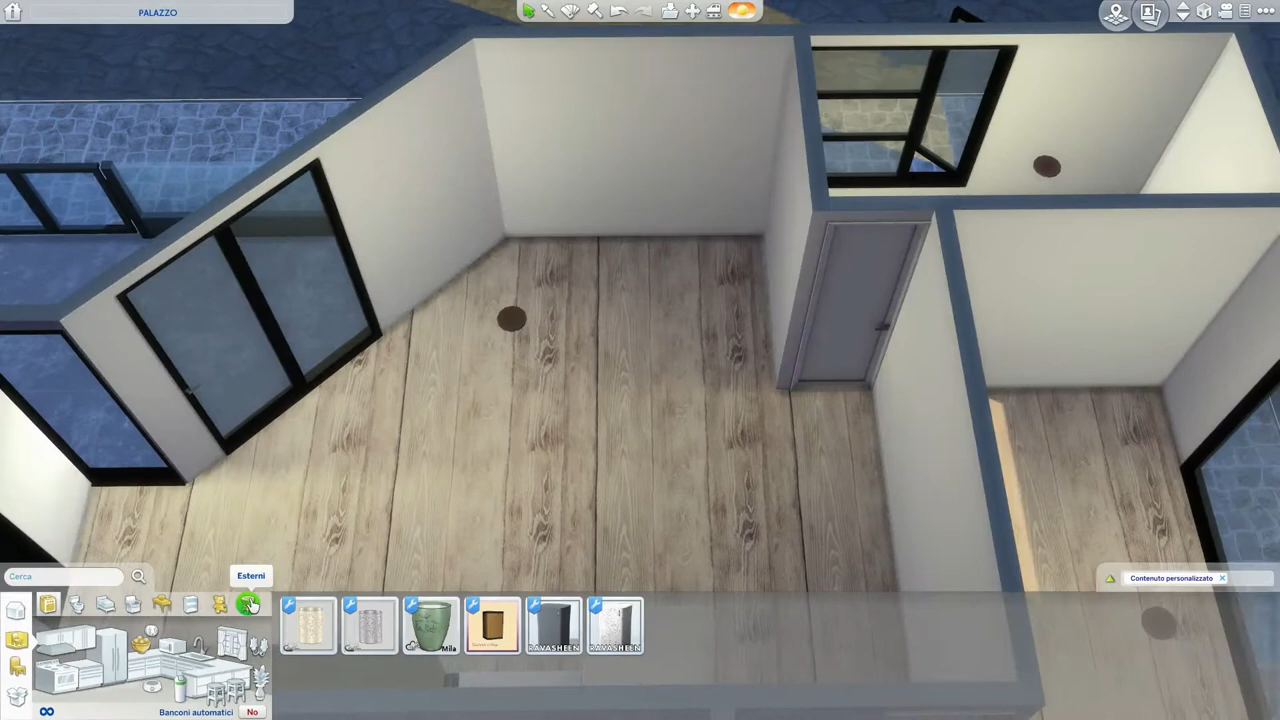 PALAZZO
Cerca
Esterni
Contenuto personalizzato
Mila
RAVASHEEN
RAVASHEEN
Banconi automatici No